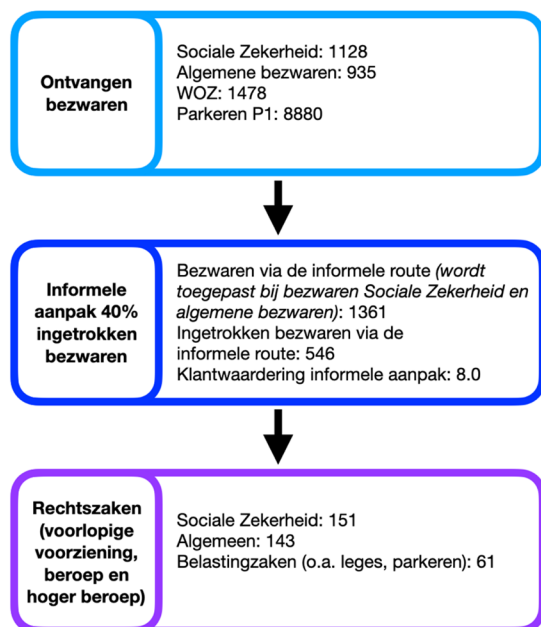 Ontvangen
bezwaren
Sociale Zekerheid: 1128
Algemene bezwaren: 935
WOZ: 1478
Parkeren P1: 8880
Informele
aanpak 40%
ingetrokken
bezwaren
Bezwaren via de informele route (wordt
toegepast bij bezwaren Sociale Zekerheid en
algemene bezwaren): 1361
Ingetrokken bezwaren via de
informele route: 546
Klantwaardering informele aanpak: 8.0
Rechtszaken
(voorlopige
voorziening,
beroep en
hoger beroep)
Sociale Zekerheid: 151
Algemeen: 143
Belastingzaken (o.a. leges, parkeren): 61